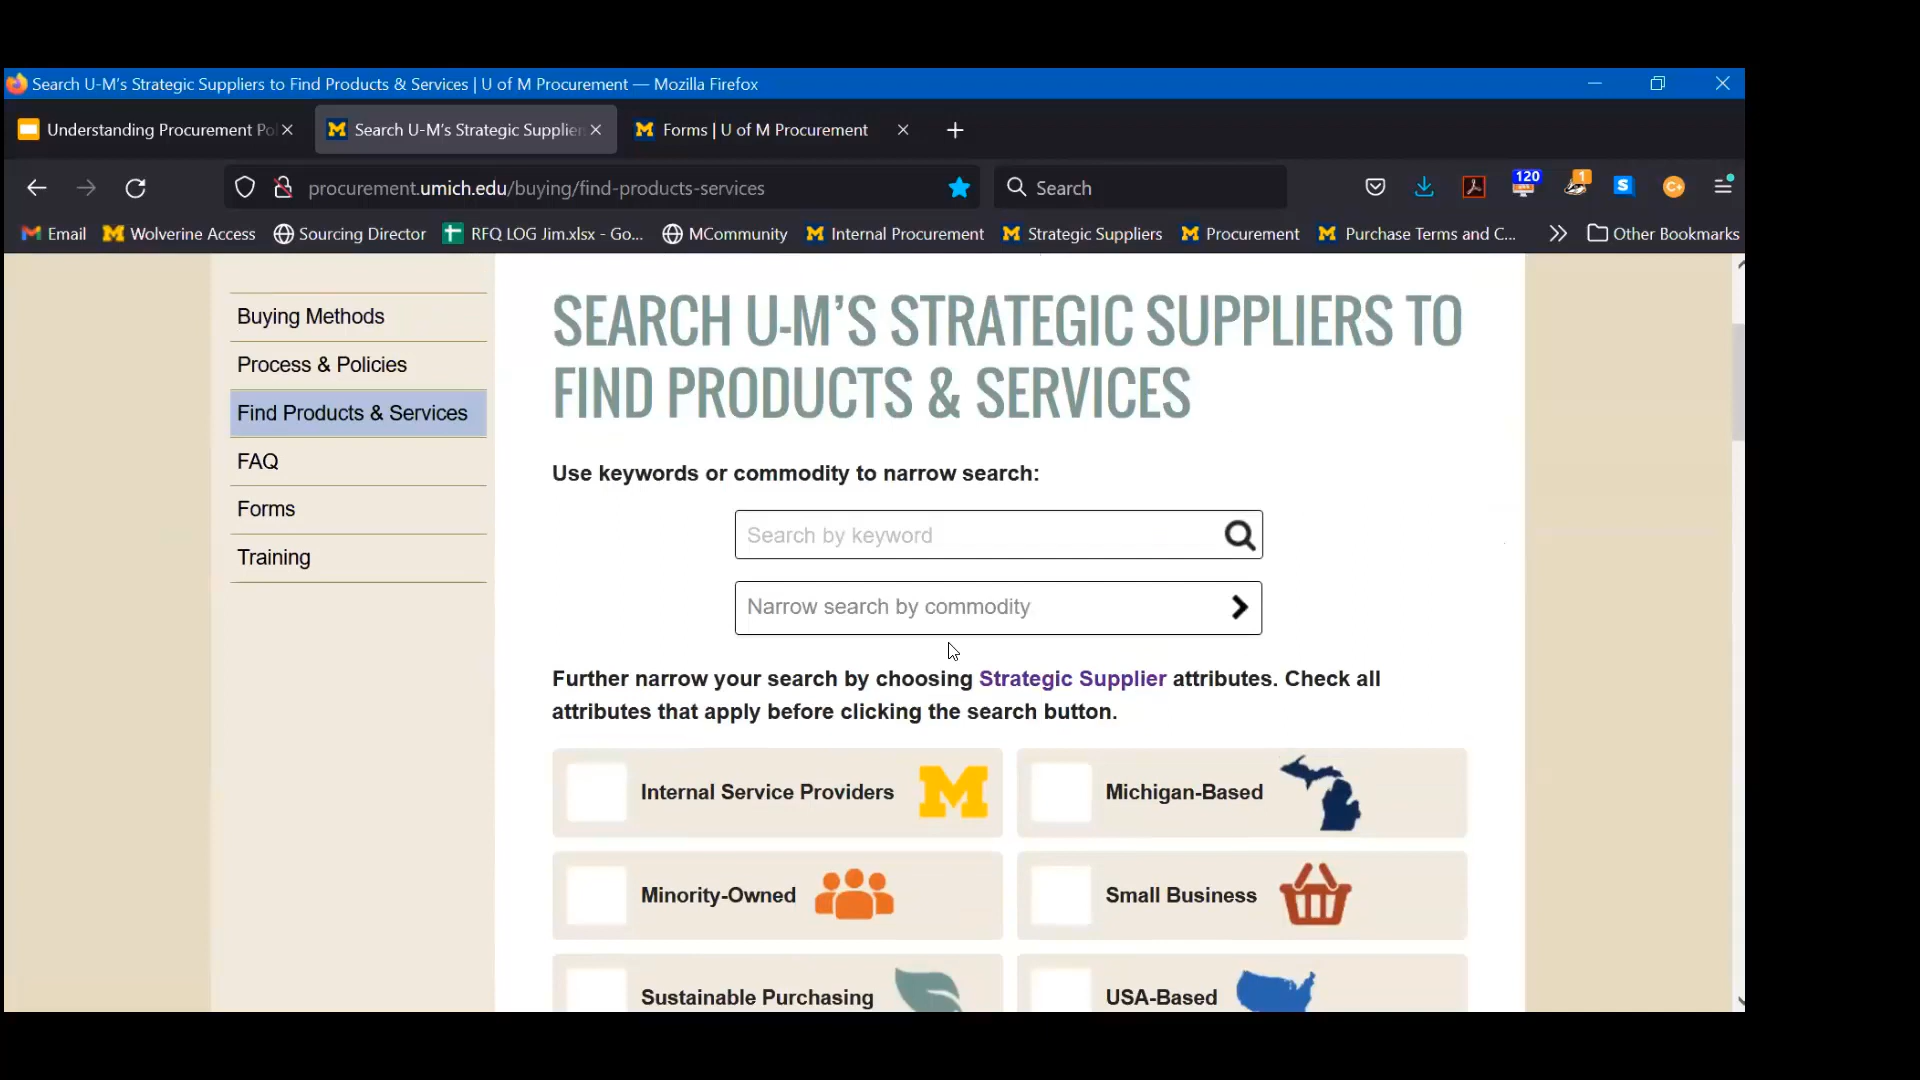 Search U-M's Strategic Suppliers to Find Products & Services | U of M Procurement — Mozilla Firefox
Understanding Procurement Pol
Search U-M's Strategic Supplier
Forms | U of M Procurement
procurement.umich.edu/buying/find-products-services
Search
120
1
S
C+
Email
Wolverine Access
Sourcing Director
RFQ LOG Jim.xlsx - Go...
MCommunity
Internal Procurement
Strategic Suppliers
Procurement
Purchase Terms and C...
Other Bookmarks
Buying Methods
Process & Policies
Find Products & Services
FAQ
Forms
Training
SEARCH U-M'S STRATEGIC SUPPLIERS TO
FIND PRODUCTS & SERVICES
Use keywords or commodity to narrow search:
Search by keyword
Narrow search by commodity
Further narrow your search by choosing Strategic Supplier attributes. Check all
attributes that apply before clicking the search button.
Internal Service Providers
M
Michigan-Based
Minority-Owned
Small Business
Sustainable Purchasing
USA-Based